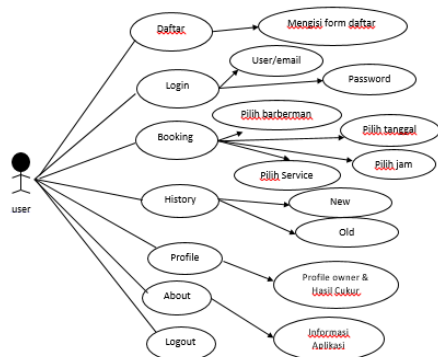 Daftar
Mengisi form daftar
User/email
Login
Password
Pilih barberman
Booking
Pilih tanggal
Pilih jam
Pilih Service
user
History
New
Old
Profile
Profile owner &
Hasil Cukur
About
Informasi
Aplikasi
Logout